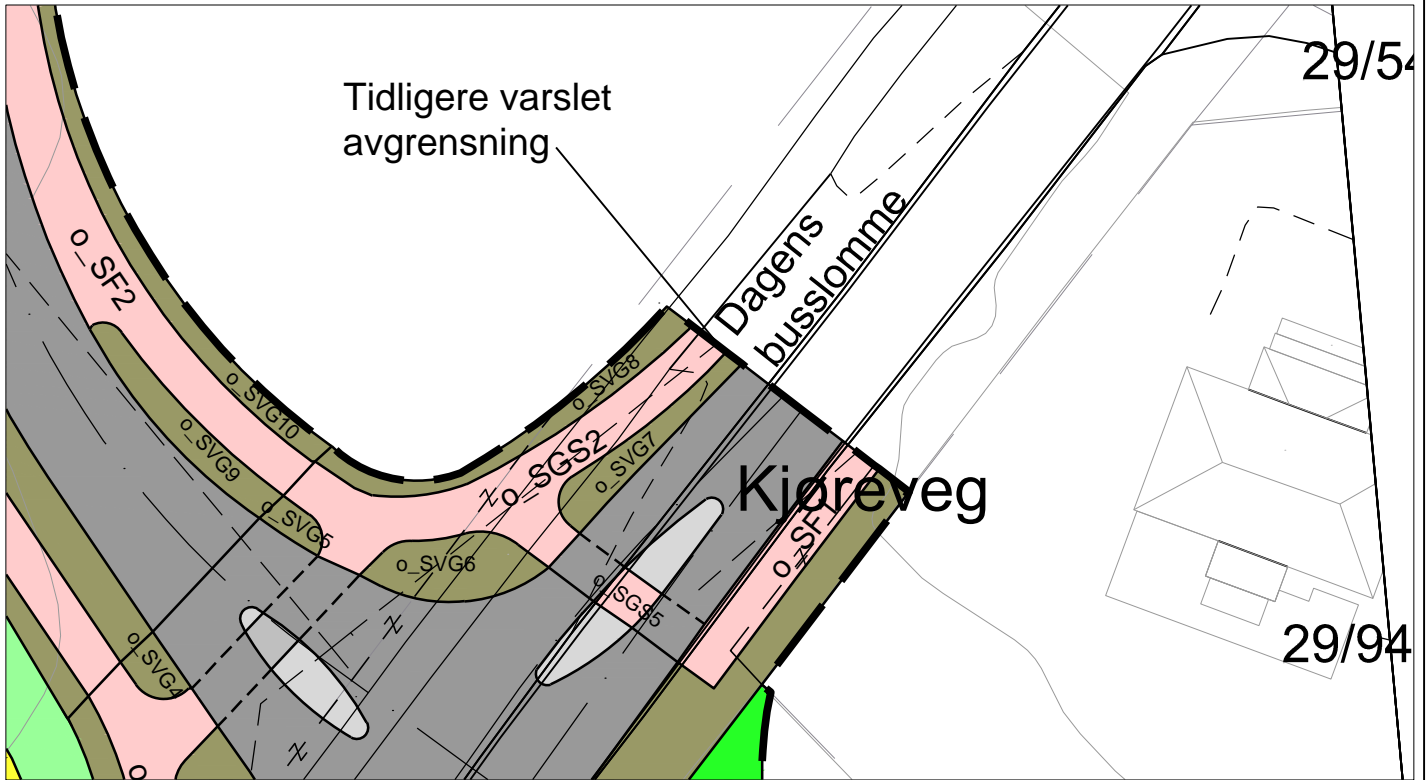 29/54
Tidligere varslet
avgrensning
Dagens
busslomme
o_SF2
o_SVG8
o_SVG10
o_SVG9
o_SGS2
o_SVG7
Kjøreveg
o_SVG5
o_SVG6
o_SF
o_SGS5
o_SVG4
29/94